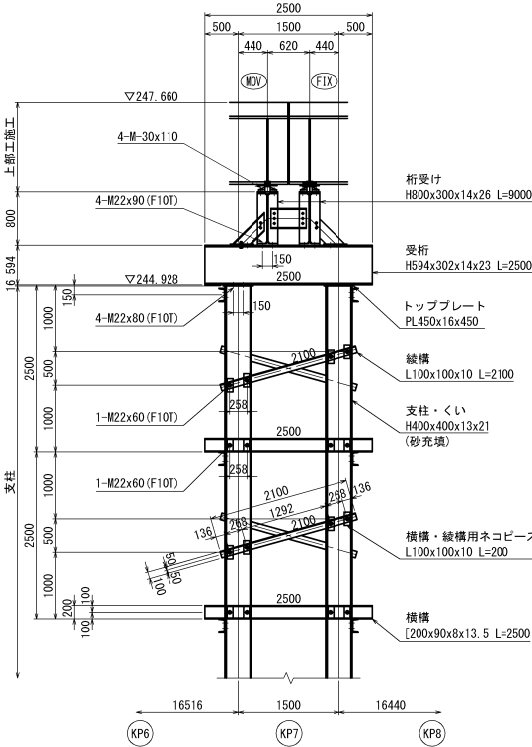 2500
500 1500 500
440 620 440
MOV FIX
▽247.660
上部工施工
4-M-30x110
桁受け
H800x300x14x26 L=9000
4-M22x90(F10T)
800
受桁
H594x302x14x23 L=2500
150
2500
594
16
▽244.928
150
4-M22x80(F10T)
150
トッププレート
PL450x16x450
1000
2500
500
1000
2100
綾構
L100x100x10 L=2100
258
1-M22x60(F10T)
支柱・くい
H400x400x13x21
(砂充填)
2500
258
1-M22x60(F10T)
支柱
2100
1292
268
136
136
268
2100
1000
2500
500
1000
50
50
100
横構・綾構用ネコピース
L100x100x10 L=200
2500
200
100
100
横構
[200x90x8x13.5 L=2500
16516 1500 16440
KP6 KP7 KP8